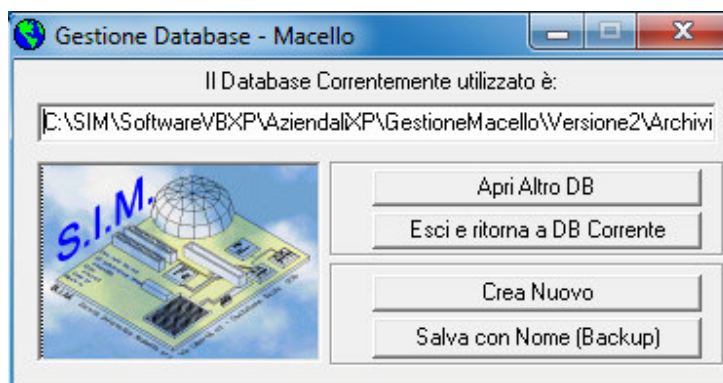 Gestione Database - Macello
Il Database Correntemente utilizzato è:
C:\SIM\SoftwareVBXP\AziendaliXP\GestioneMacello\Versione2\Archivi
S.I.M.
Apri Altro DB
Esci e ritorna a DB Corrente
Crea Nuovo
Salva con Nome (Backup)